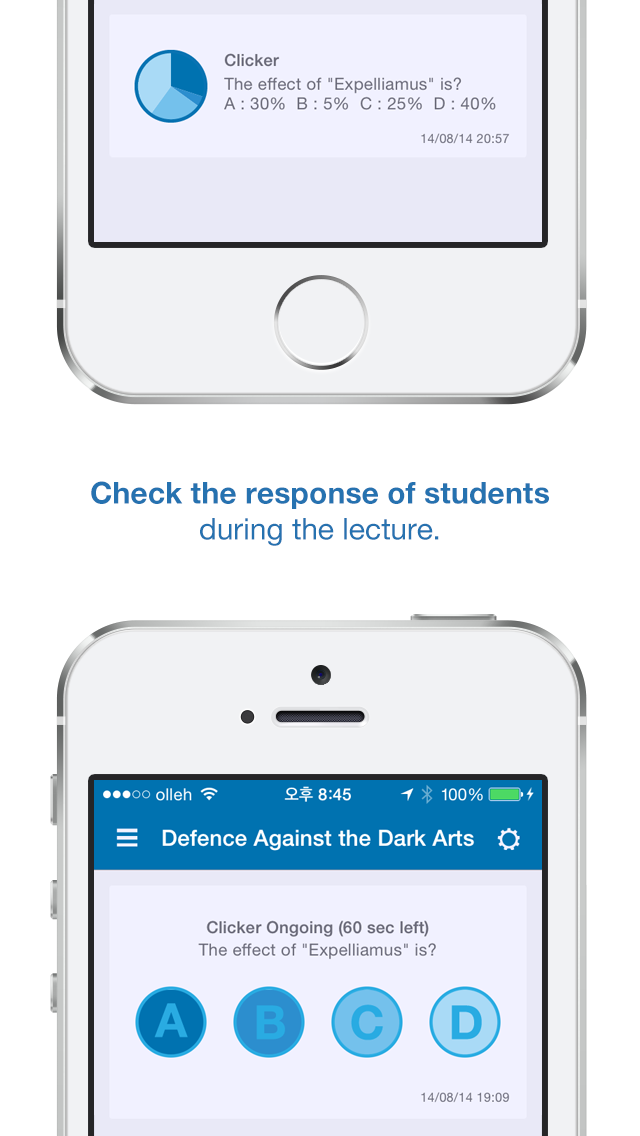 Clicker
The effect of "Expelliamus" is?
A : 30% B : 5% C : 25% D : 40%
14/08/14 20:57
Check the response of students
during the lecture.
olleh 오후 8:45 100%
Defence Against the Dark Arts
Clicker Ongoing (60 sec left)
The effect of "Expelliamus" is?
A B C D
14/08/14 19:09